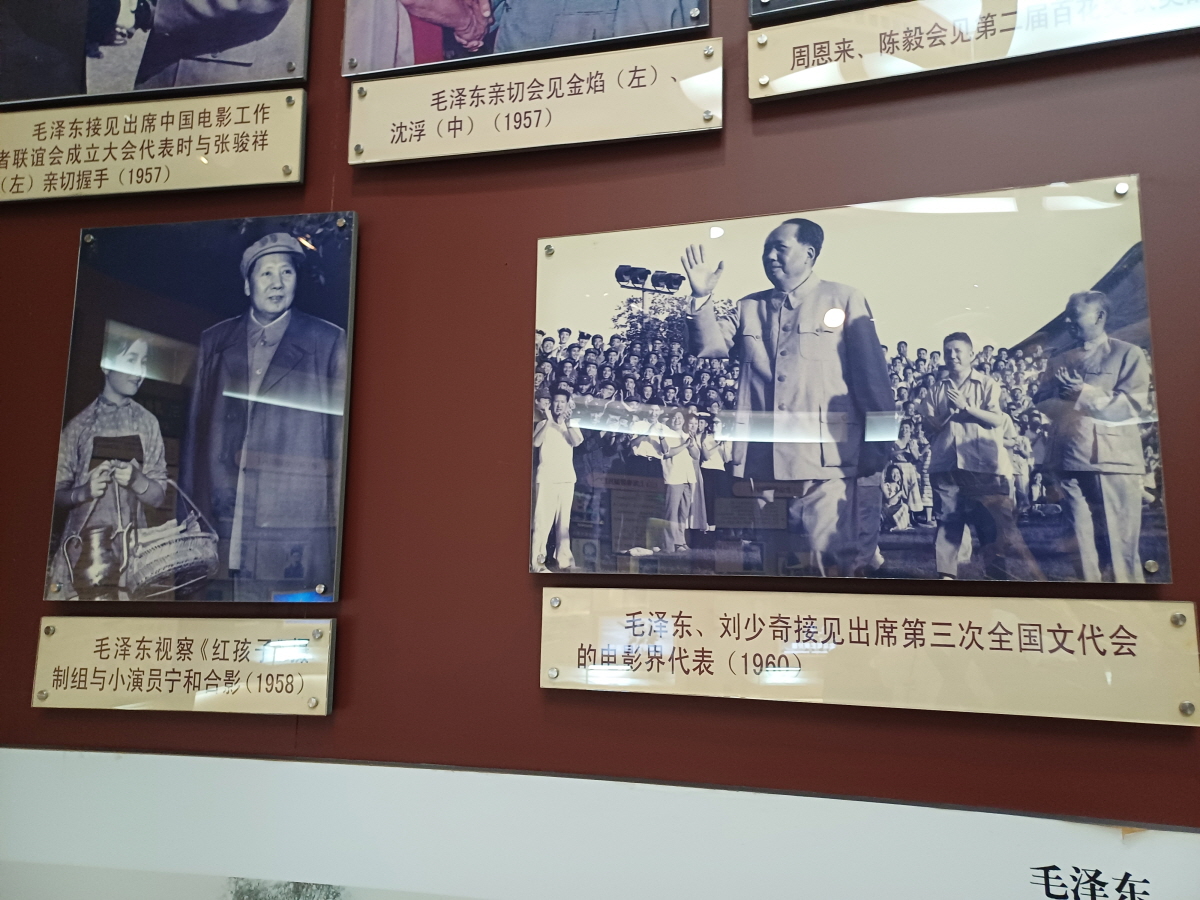 毛泽东接见出席中国电影工作
者联谊会成立大会代表时与张骏祥
（左）亲切握手（1957）
毛泽东亲切会见金焰（左）、
沈浮（中）（1957）
周恩来、陈毅会见第二届百花
毛泽东视察《红孩子》
制组与小演员宁和合影（1958）
毛泽东、刘少奇接见出席第三次全国文代会
的电影界代表（1960）
毛泽东